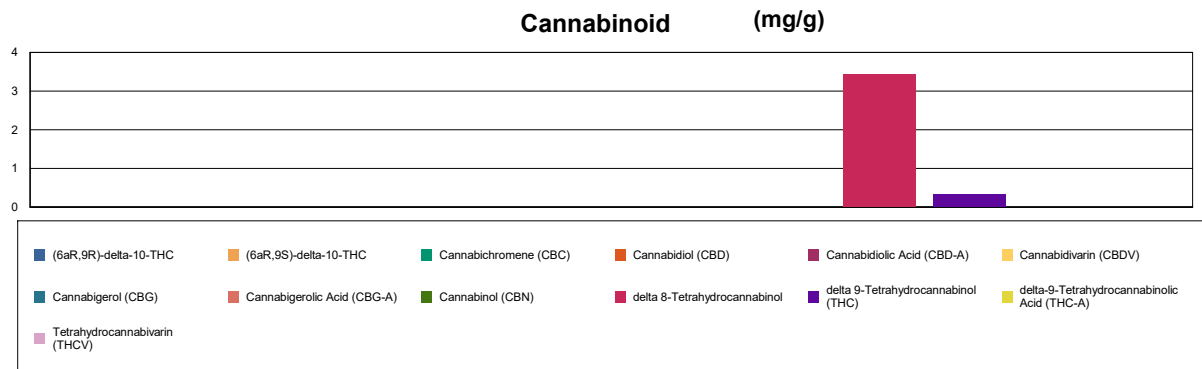 Cannabinoid (mg/g)
4
3
2
1
0
(6aR,9R)-delta-10-THC
(6aR,9S)-delta-10-THC
Cannabichromene (CBC)
Cannabidiol (CBD)
Cannabidiolic Acid (CBD-A)
Cannabidivarin (CBDV)
Cannabigerol (CBG)
Cannabigerolic Acid (CBG-A)
Cannabinol (CBN)
delta 8-Tetrahydrocannabinol
delta 9-Tetrahydrocannabinol
(THC)
delta-9-Tetrahydrocannabinolic
Acid (THC-A)
Tetrahydrocannabivarin
(THCV)